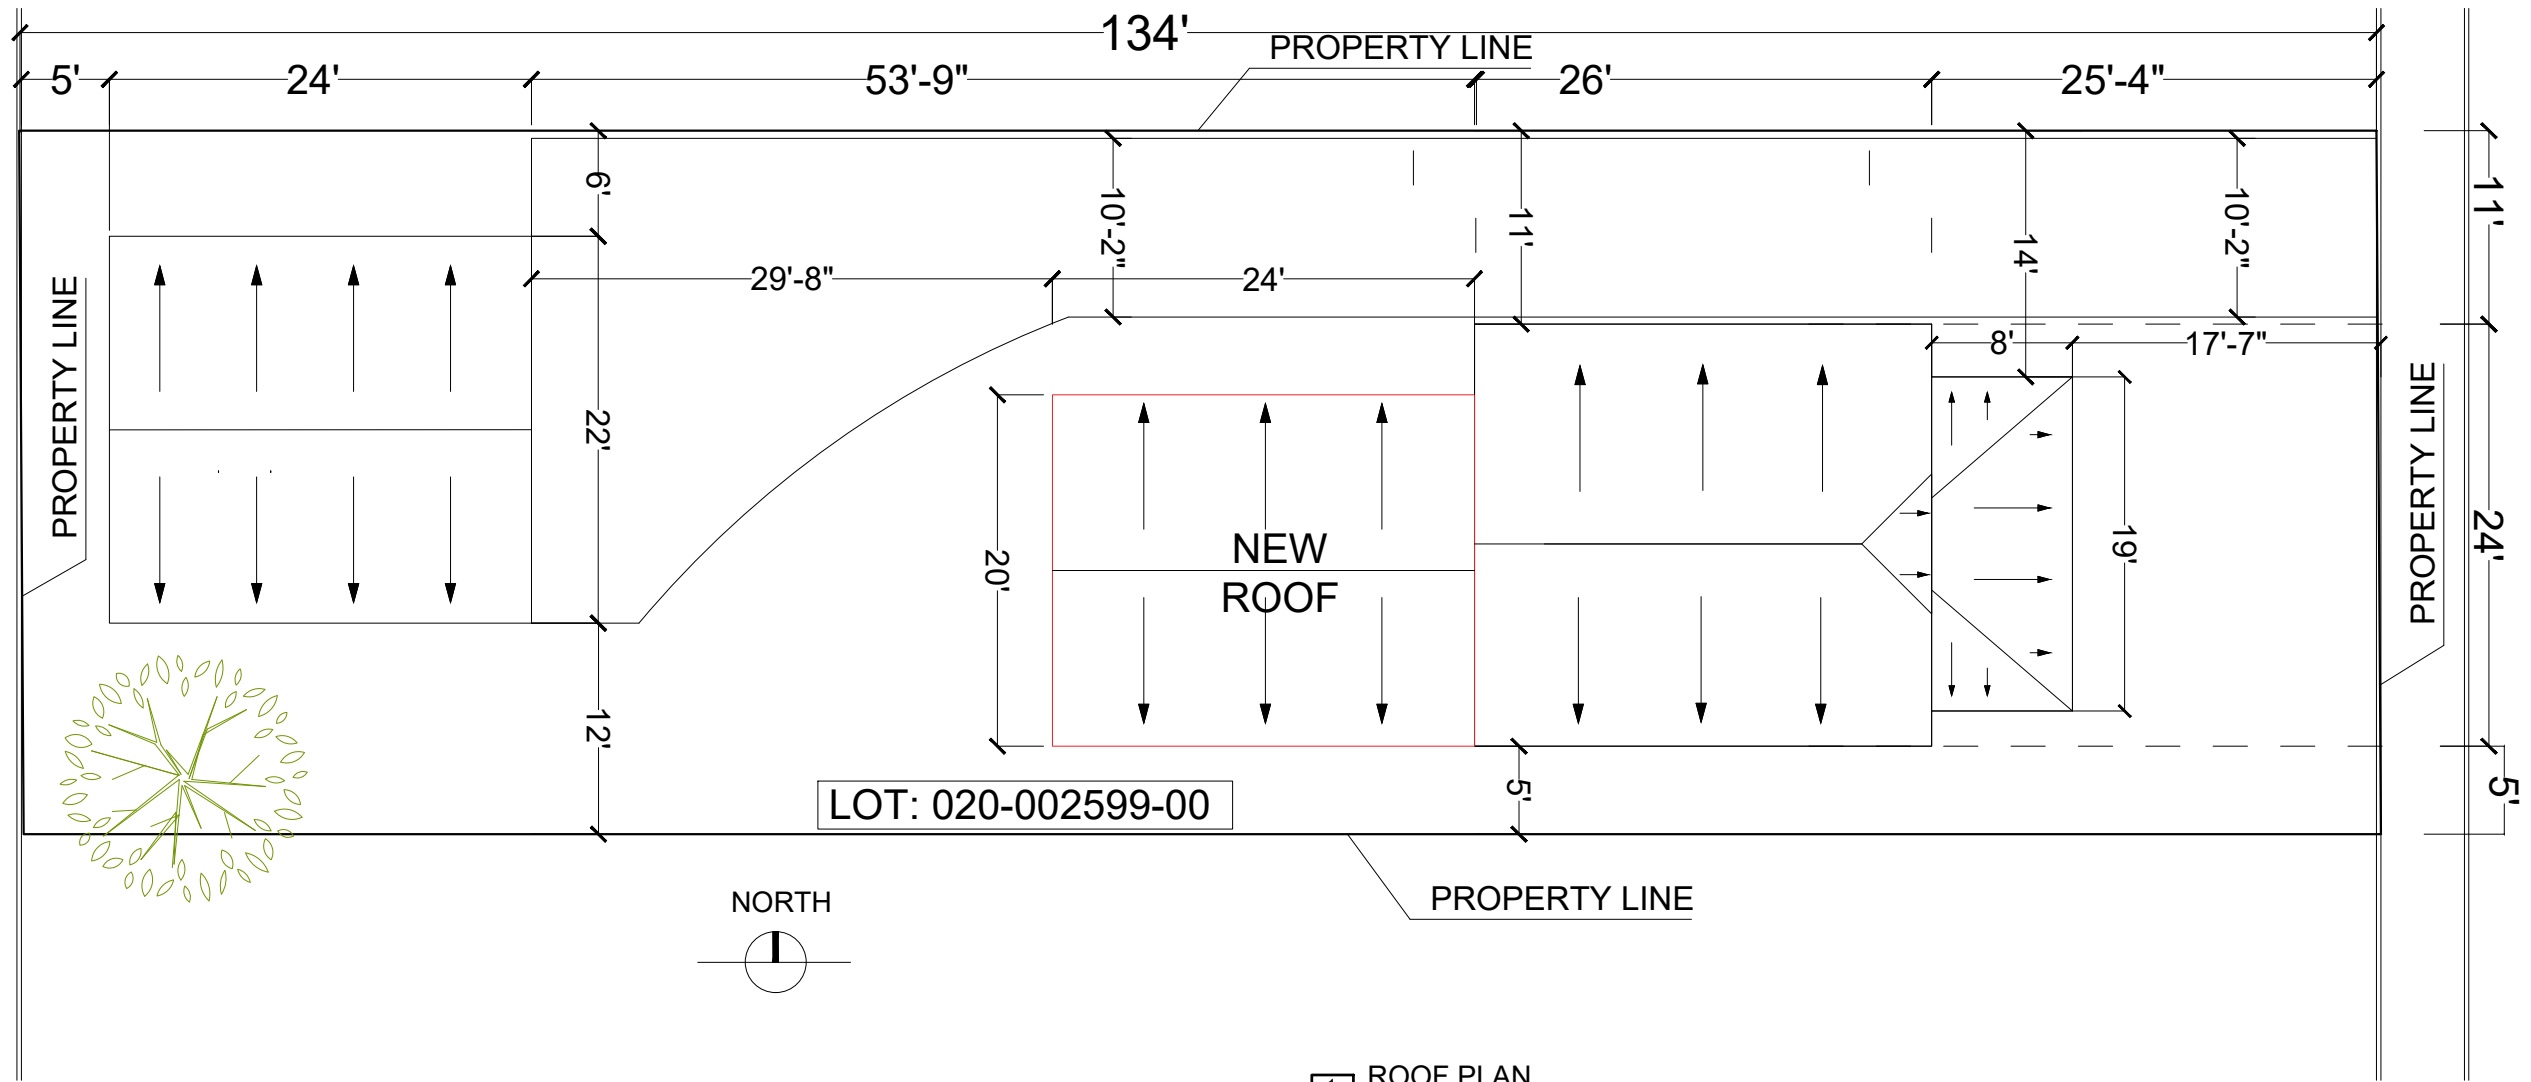 134'
PROPERTY LINE
5'
24'
53'-9"
26'
25'-4"
6'
10'-2"
11'
14'
10'-2"
11'
29'-8"
24'
8'
17'-7"
PROPERTY LINE
22'
20'
NEW
ROOF
19'
PROPERTY LINE
24'
12'
5'
5'
LOT: 020-002599-00
PROPERTY LINE
NORTH
ROOF PLAN